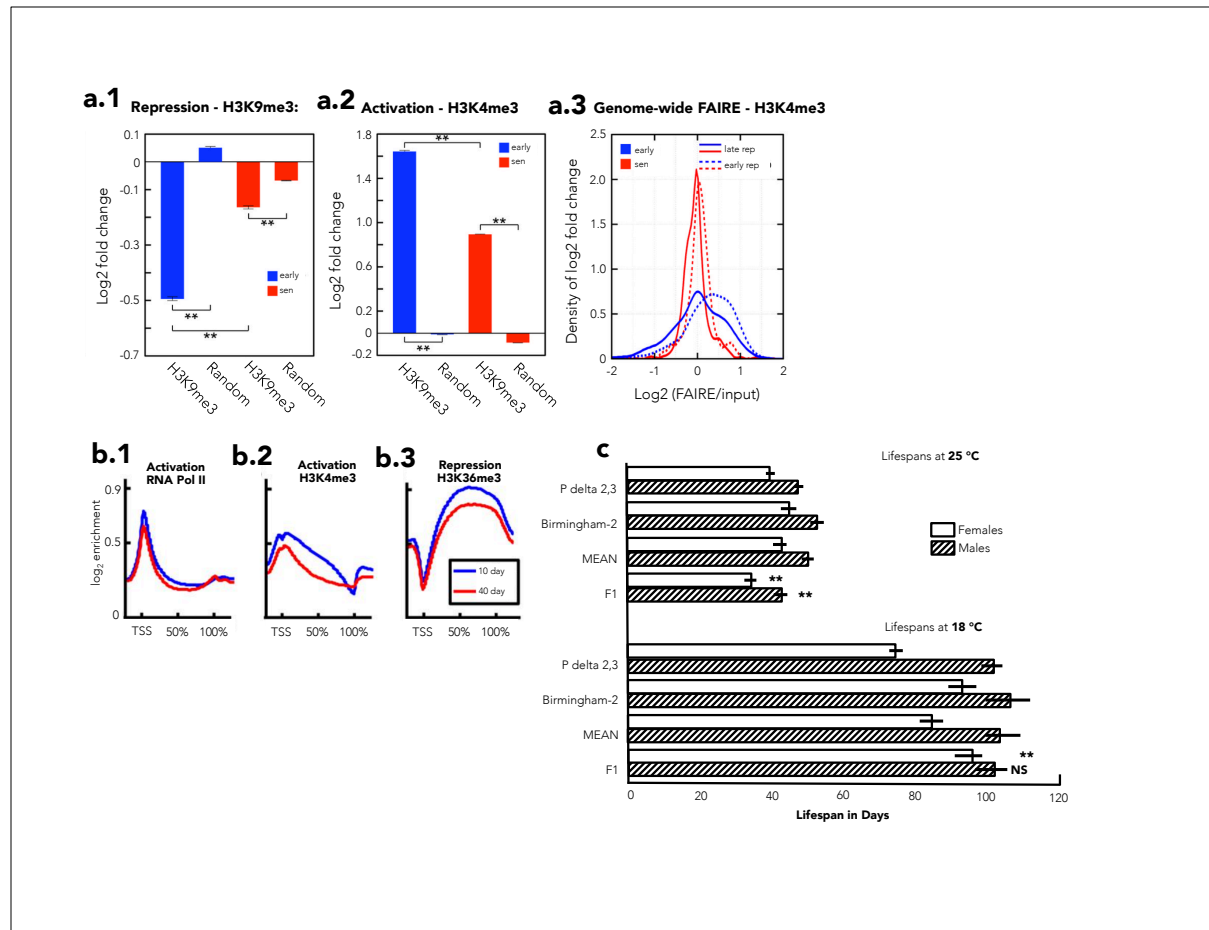 a.1 Repression - H3K9me3:
0.1
0
-0.1
-0.3
-0.5
-0.7
Log2 fold change
**
**
**
early
sen
H3K9me3
Random
H3K9me3
Random
a.2 Activation - H3K4me3
1.8
1.4
1.0
0.6
0.2
0
-0.2
Log2 fold change
**
**
**
early
sen
H3K9me3
Random
H3K9me3
Random
a.3 Genome-wide FAIRE - H3K4me3
2.5
2.0
1.5
1.0
0.5
0
Density of log2 fold change
early
sen
late rep
early rep
-2 -1 0 1 2
Log2 (FAIRE/input)
b.1
Activation
RNA Pol II
0.9
0.5
0
log2 enrichment
TSS 50% 100%
b.2
Activation
H3K4me3
TSS 50% 100%
b.3
Repression
H3K36me3
10 day
40 day
TSS 50% 100%
c
Lifespans at 25 °C
P delta 2,3
Birmingham-2
MEAN
F1
**
**
Females
Males
Lifespans at 18 °C
P delta 2,3
Birmingham-2
MEAN
F1
**
NS
0 20 40 60 80 100 120
Lifespan in Days